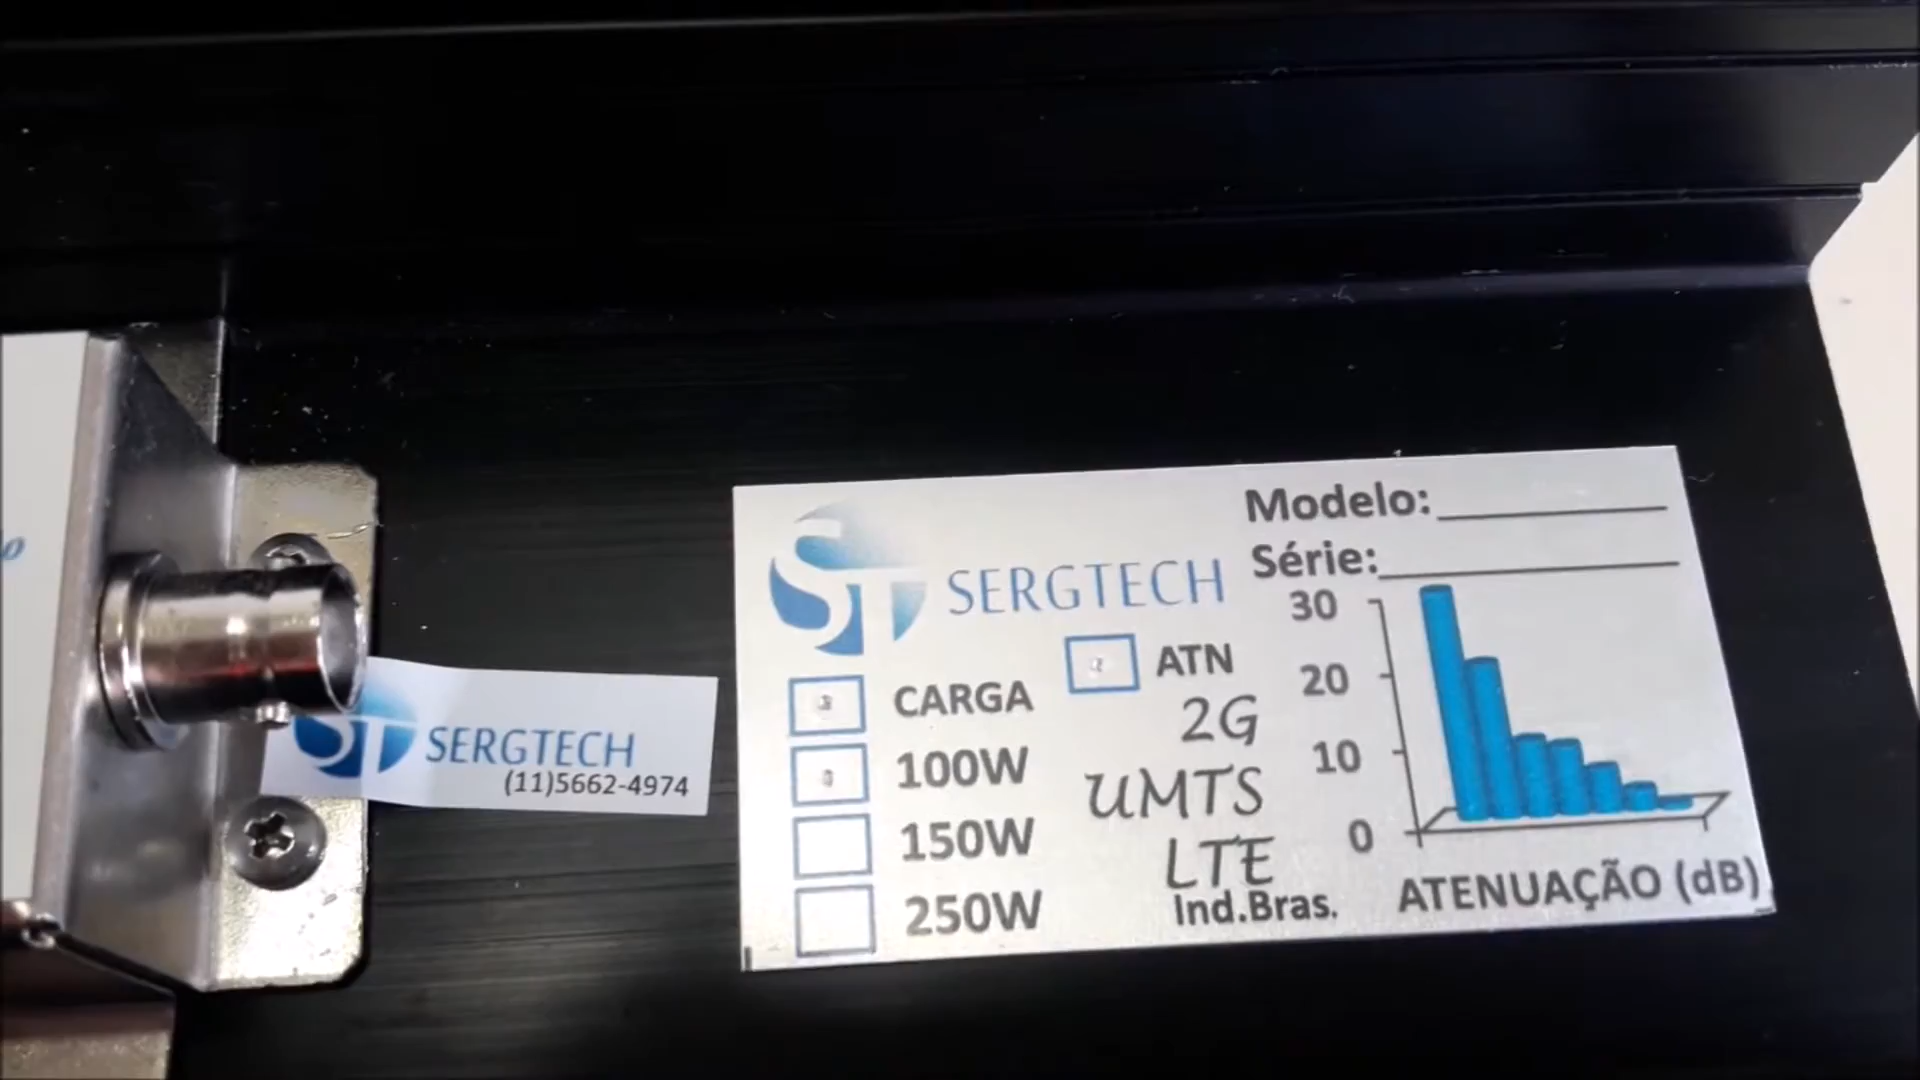 SERGTECH
(11)5662-4974
ST SERGTECH
Modelo:
Série:
CARGA
100W
150W
250W
ATN
2G
UMTS
LTE
Ind.Bras.
30
20
10
0
ATENUAÇÃO (dB)